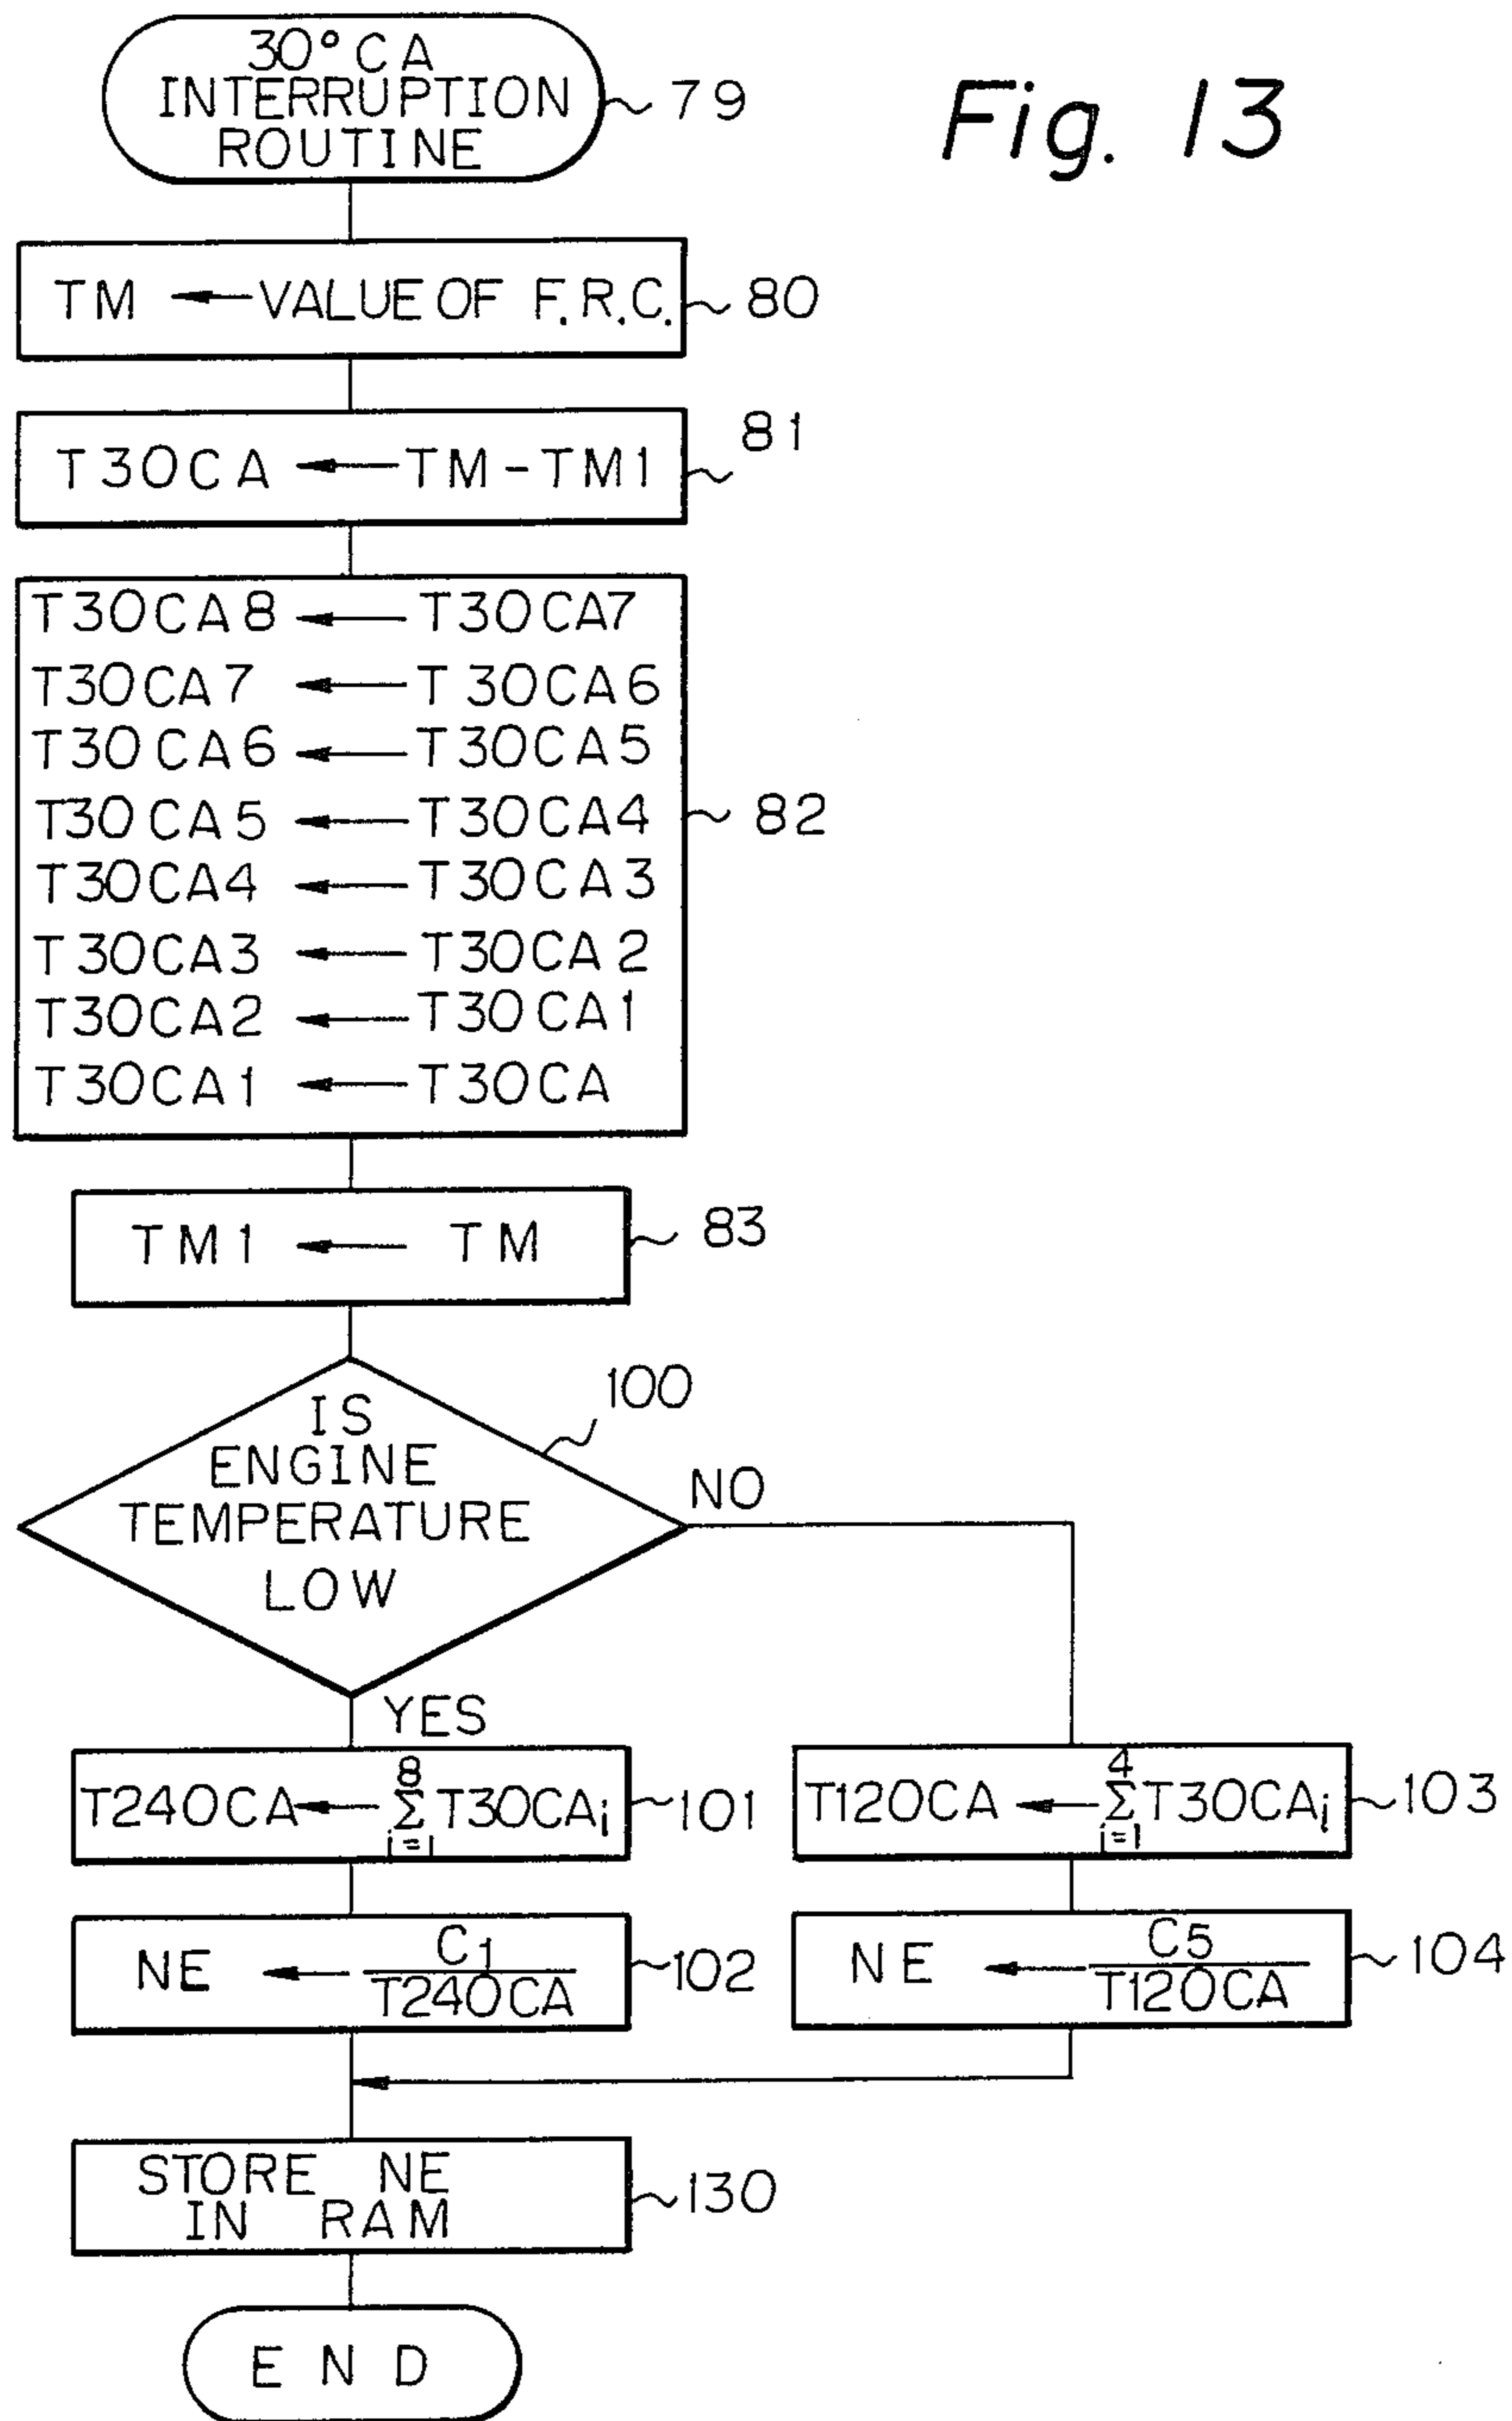 30°CA
INTERRUPTION
ROUTINE
79
Fig. 13
TM ← VALUE OF F.R.C.
80
T30CA ← TM-TM1
81
T30CA8 ← T30CA7
T30CA7 ← T30CA6
T30CA6 ← T30CA5
T30CA5 ← T30CA4
T30CA4 ← T30CA3
T30CA3 ← T30CA2
T30CA2 ← T30CA1
T30CA1 ← T30CA
82
TM1 ← TM
83
IS
ENGINE
TEMPERATURE
LOW
100
NO
YES
8
T240CA ← Σ T30CAi
i=1
101
4
T120CA ← Σ T30CAi
i=1
103
NE ← C1
T240CA
102
NE ← C5
T120CA
104
STORE NE
IN RAM
130
END